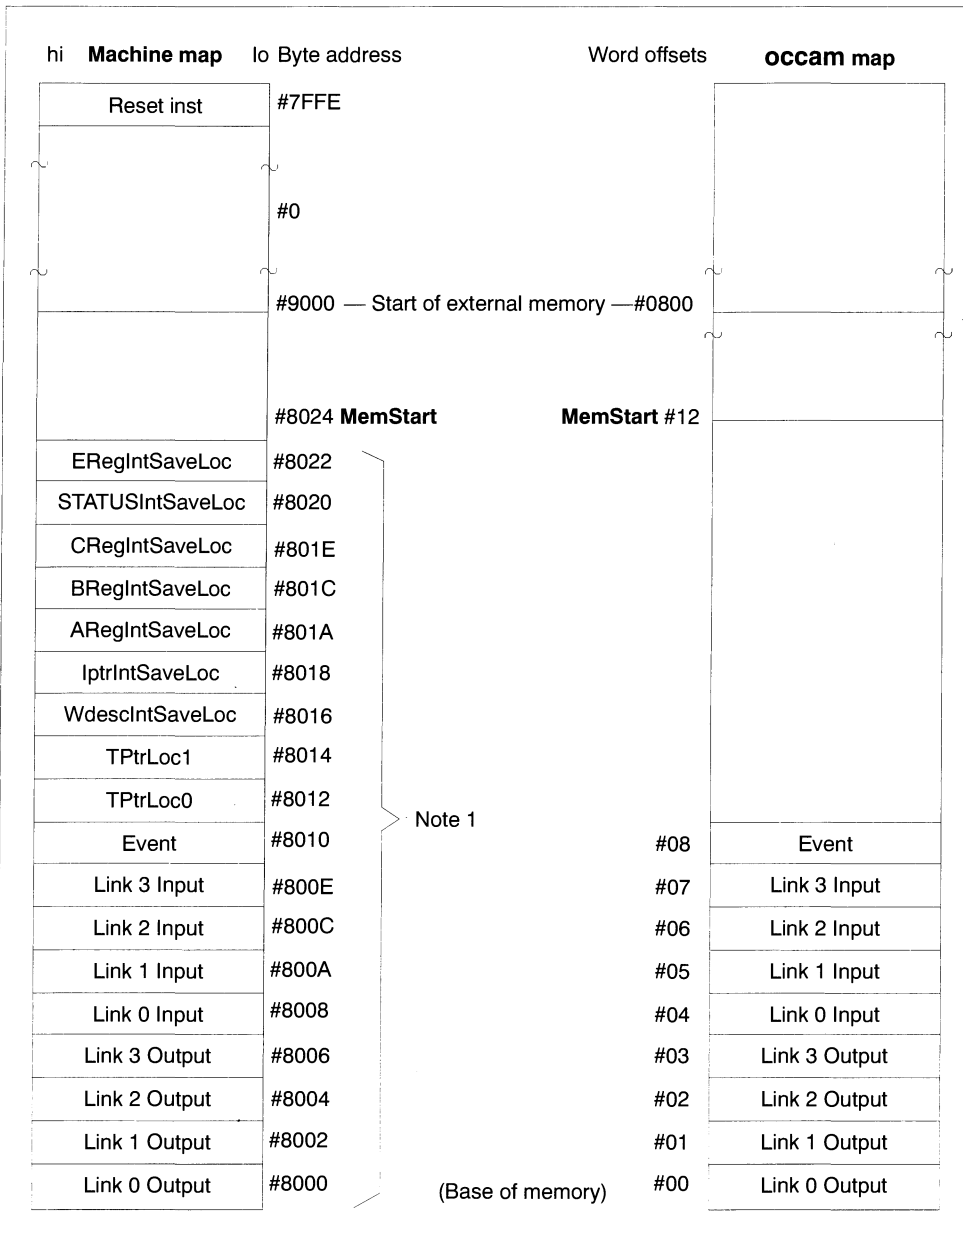 hi Machine map lo Byte address Word offsets occam map
Reset inst #7FFE
#0
#9000 — Start of external memory —#0800
#8024 MemStart MemStart #12
ERegIntSaveLoc #8022
STATUSIntSaveLoc #8020
CRegIntSaveLoc #801E
BRegIntSaveLoc #801C
ARegIntSaveLoc #801A
IptrIntSaveLoc #8018
WdescIntSaveLoc #8016
TPtrLoc1 #8014
TPtrLoc0 #8012
Note 1
Event #8010 #08 Event
Link 3 Input #800E #07 Link 3 Input
Link 2 Input #800C #06 Link 2 Input
Link 1 Input #800A #05 Link 1 Input
Link 0 Input #8008 #04 Link 0 Input
Link 3 Output #8006 #03 Link 3 Output
Link 2 Output #8004 #02 Link 2 Output
Link 1 Output #8002 #01 Link 1 Output
Link 0 Output #8000 (Base of memory) #00 Link 0 Output